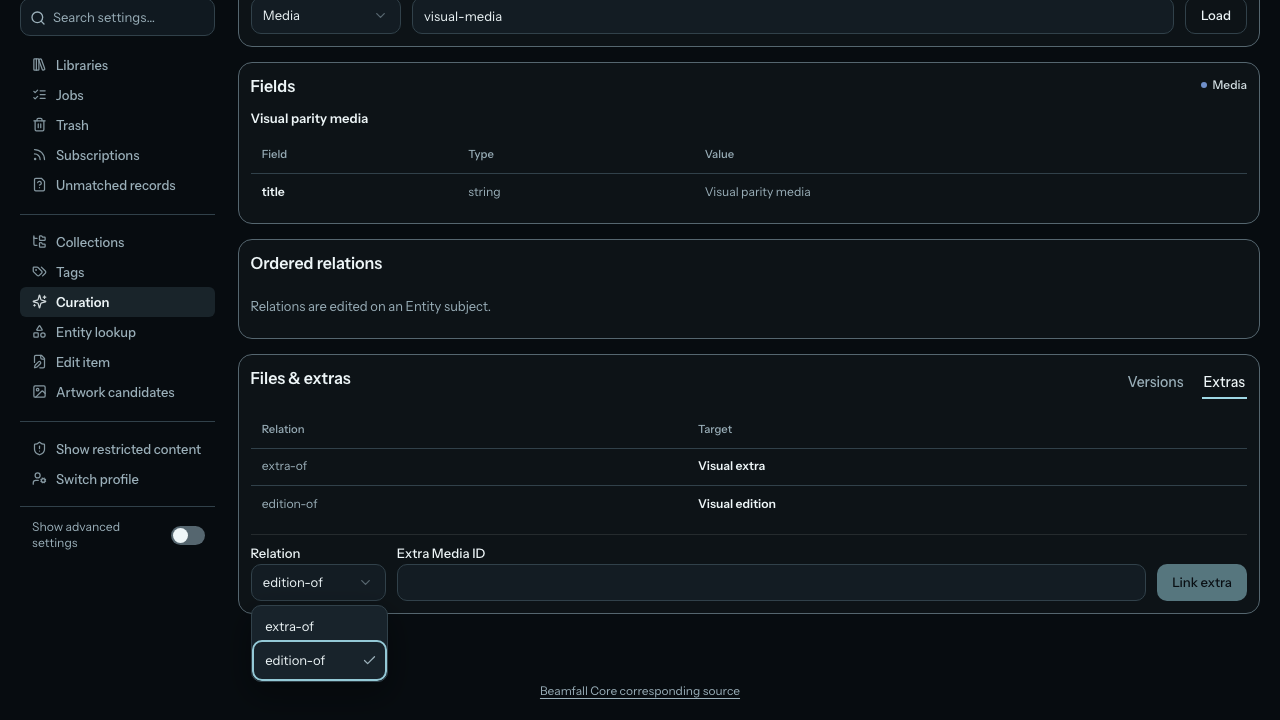 Search settings...
Libraries
Jobs
Trash
Subscriptions
Unmatched records
Collections
Tags
Curation
Entity lookup
Edit item
Artwork candidates
Show restricted content
Switch profile
Show advanced settings
Media
visual-media
Load
Fields
Media
Visual parity media
Field Type Value
title string Visual parity media
Ordered relations
Relations are edited on an Entity subject.
Files & extras
Versions Extras
Relation Target
extra-of Visual extra
edition-of Visual edition
Relation Extra Media ID
edition-of
Link extra
extra-of
edition-of
Beamfall Core corresponding source